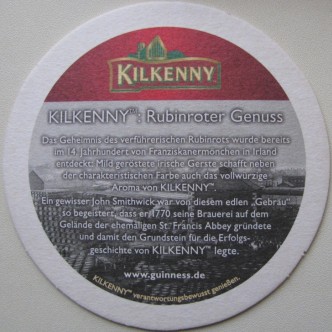 KILKENNY
KILKENNY™: Rubinroter Genuss
Das Geheimnis des verführerischen Rubinrots wurde bereits
im 14. Jahrhundert von Franziskanermönchen in Irland
entdeckt: Mild geröstete irische Gerste schafft neben
der charakteristischen Farbe auch das vollwürzige
Aroma von KILKENNY™.
Ein gewisser John Smithwick war von diesem edlen „Gebräu“
so begeistert, dass er 1770 seine Brauerei auf dem
Gelände der ehemaligen St. Francis Abbey gründete
und damit den Grundstein für die Erfolgs-
geschichte von KILKENNY™ legte.
www.guinness.de
KILKENNY™ verantwortungsbewusst genießen.